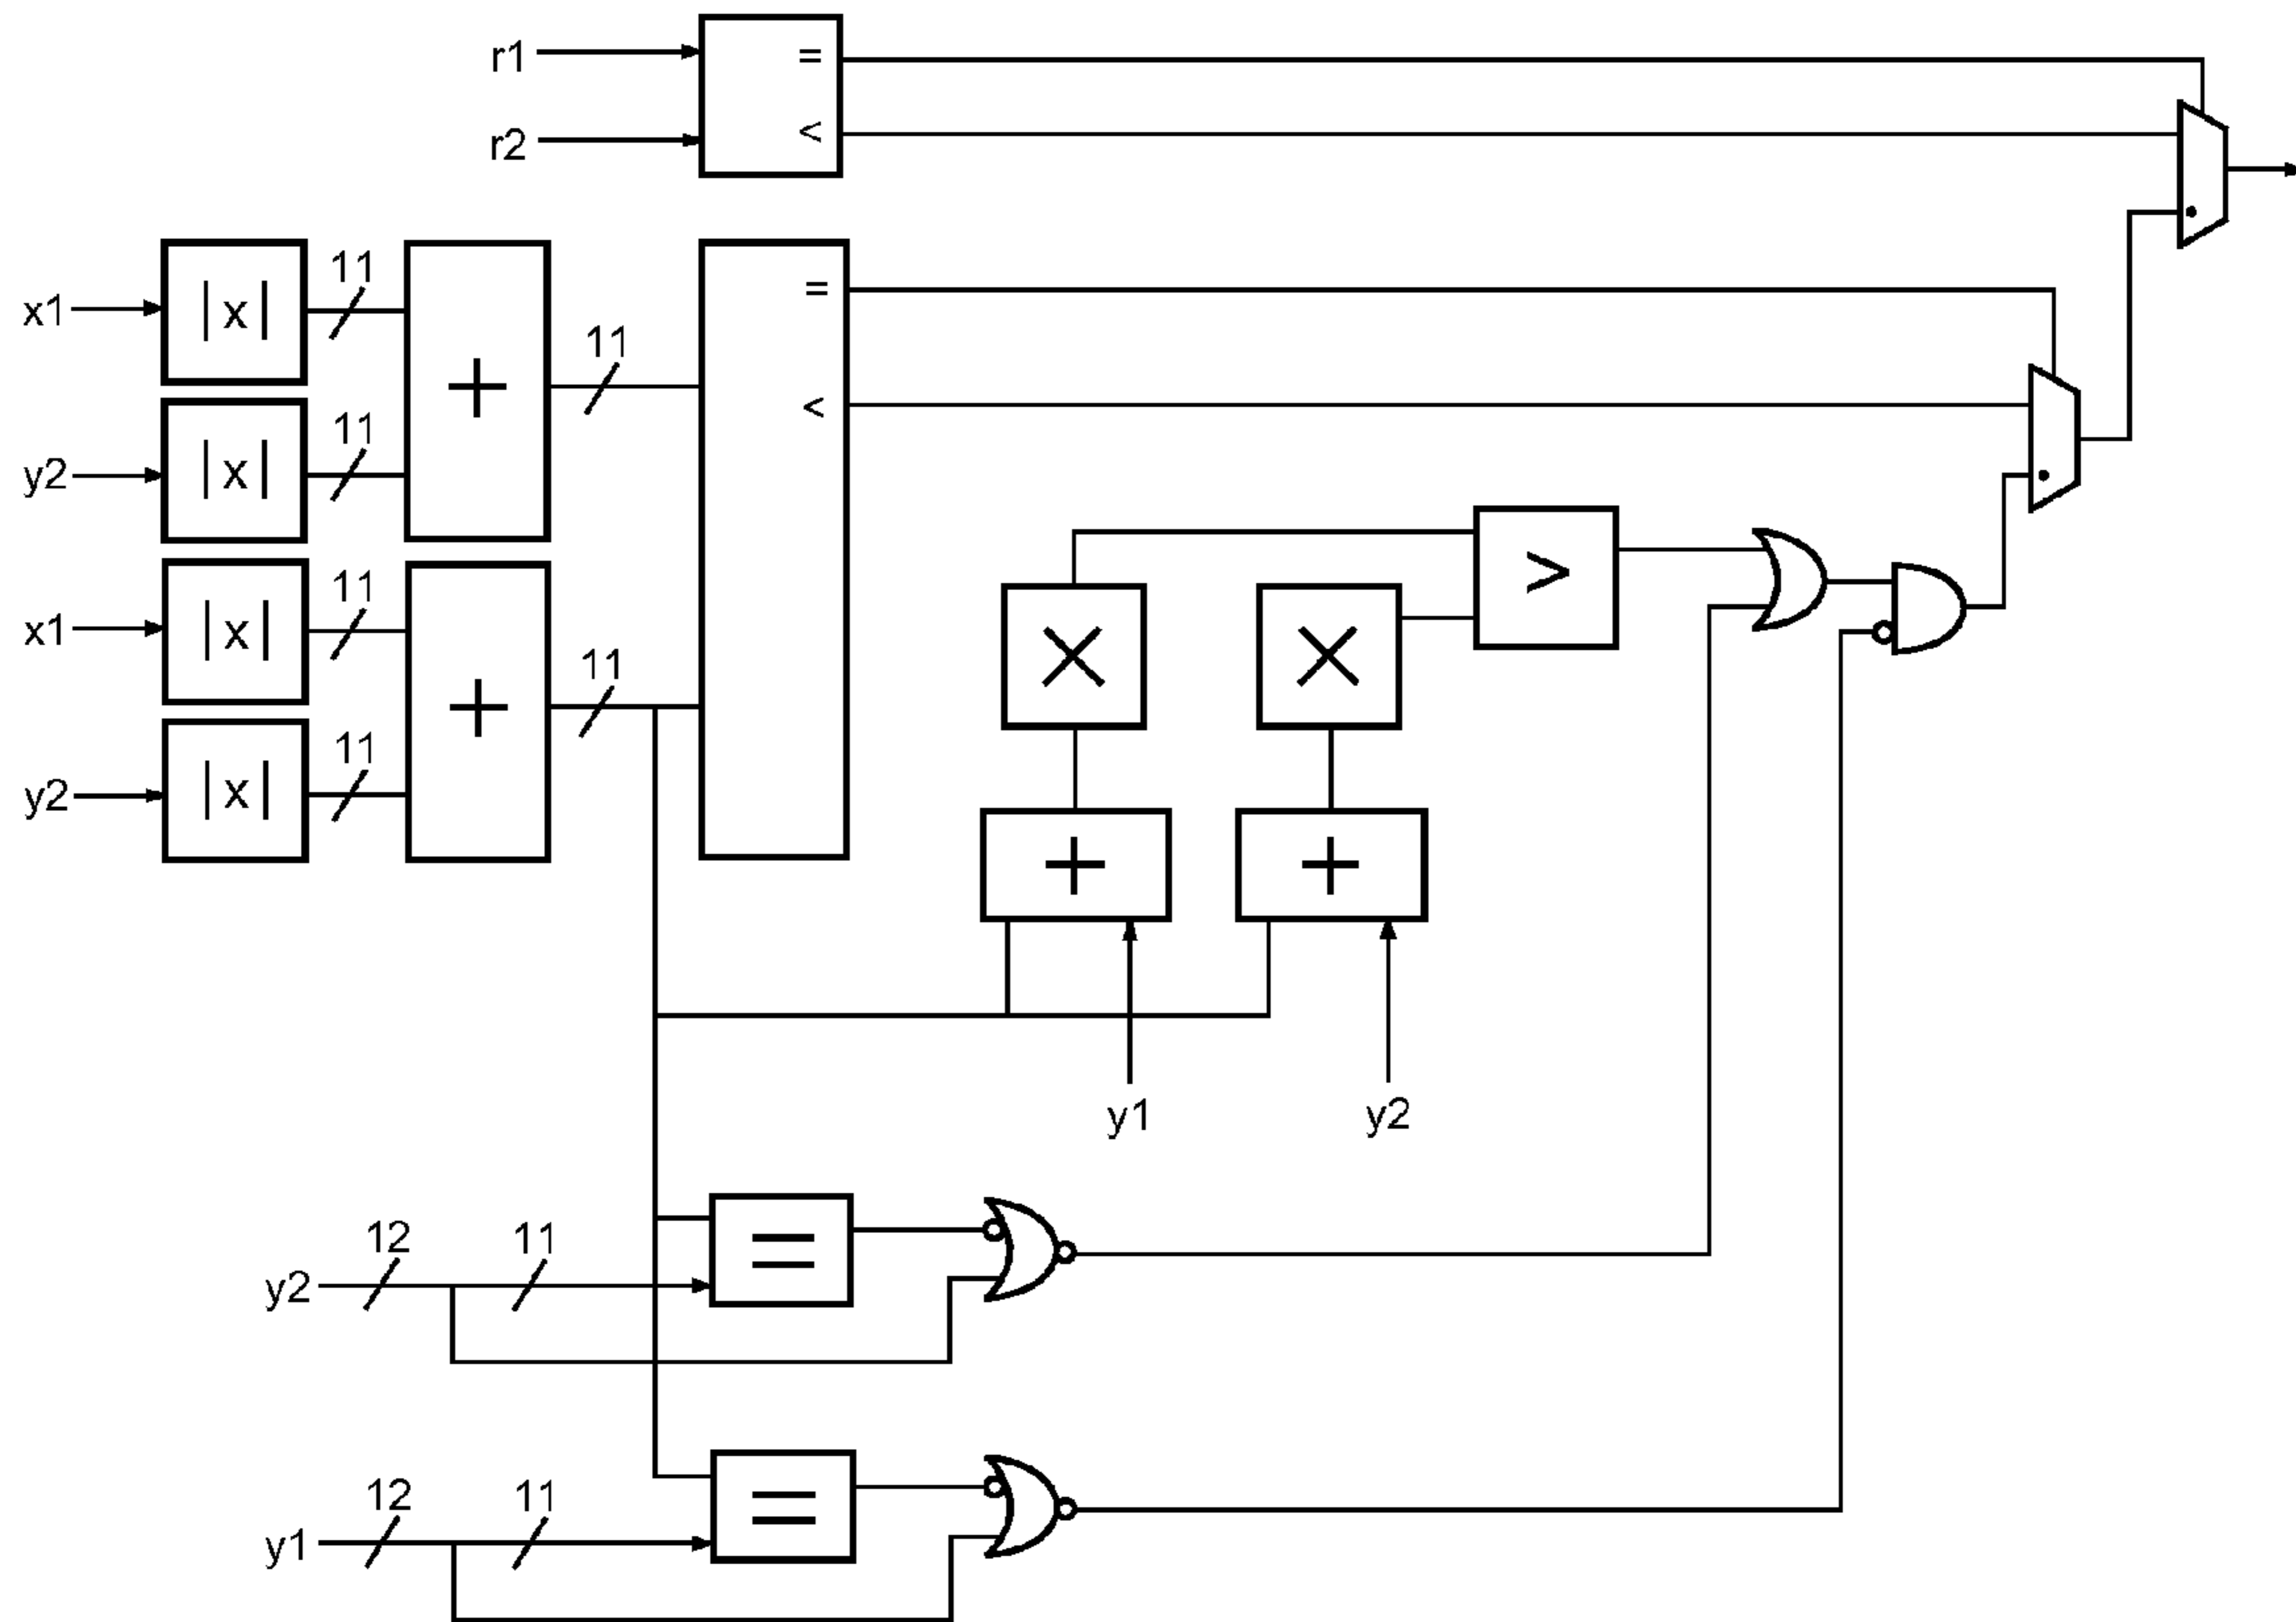 r1
=
<
r2
x1
|x|
11
+
11
=
<
y2
|x|
11
x1
|x|
11
+
11
y2
|x|
11
×
×
>
+
+
y1
y2
y2
12
11
=
y1
12
11
=